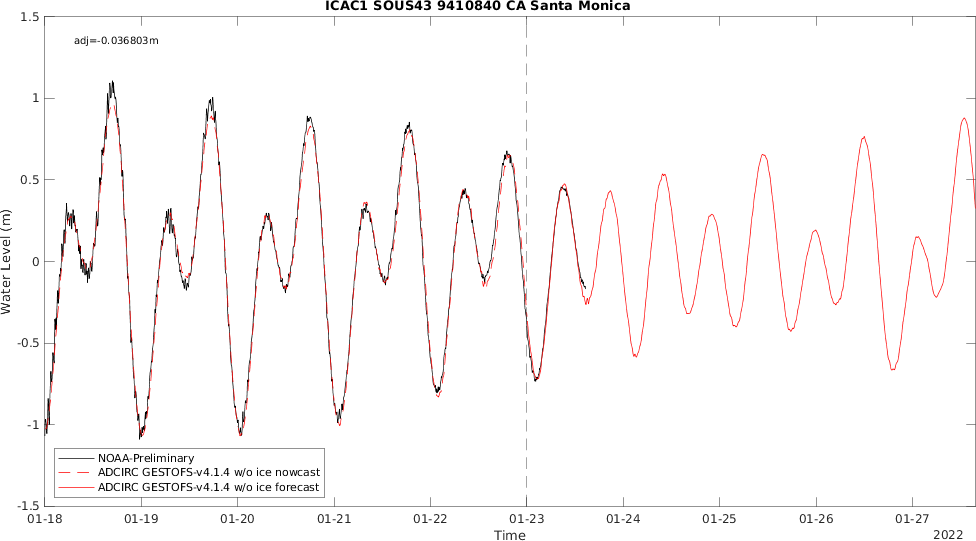 ICAC1 SOUS43 9410840 CA Santa Monica
adj=-0.036803m
1.5
1
0.5
0
-0.5
-1
-1.5
Water Level (m)
NOAA-Preliminary
ADCIRC GESTOFS-v4.1.4 w/o ice nowcast
ADCIRC GESTOFS-v4.1.4 w/o ice forecast
01-18 01-19 01-20 01-21 01-22 01-23 01-24 01-25 01-26 01-27
Time
2022